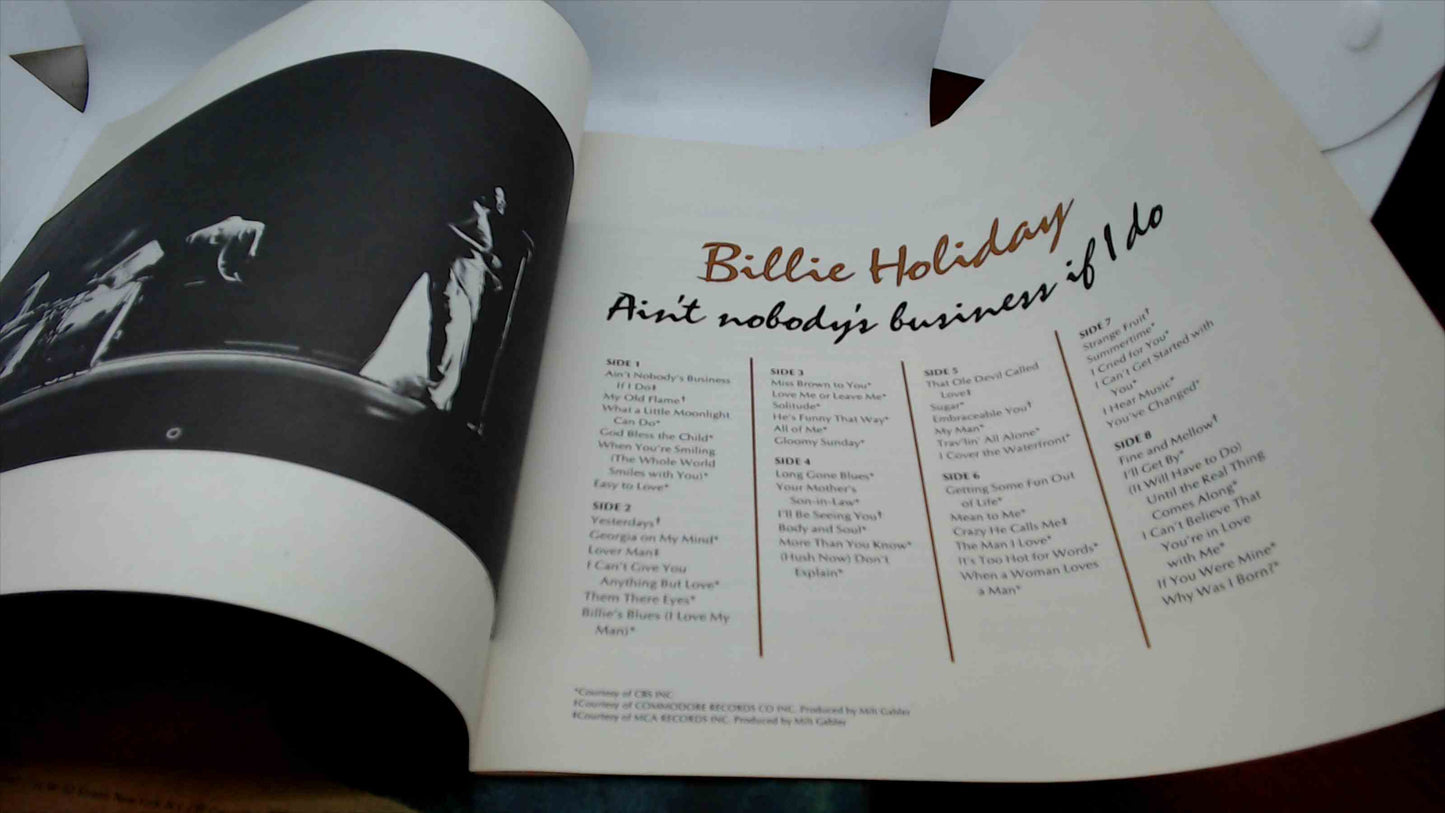 Billie Holiday
Ain't nobody's business if I do
SIDE 1
Ain't Nobody's Business
If I Do‡
My Old Flame†
What a Little Moonlight
Can Do*
God Bless the Child*
When You're Smiling
(The Whole World
Smiles with You)*
Easy to Love*
SIDE 2
Yesterdays†
Georgia on My Mind*
Lover Man‡
I Can't Give You
Anything But Love*
Them There Eyes*
Billie's Blues (I Love My
Man)*
SIDE 3
Miss Brown to You*
Love Me or Leave Me*
Solitude*
He's Funny That Way*
All of Me*
Gloomy Sunday*
SIDE 4
Long Gone Blues*
Your Mother's
Son-in-Law*
I'll Be Seeing You†
Body and Soul*
More Than You Know*
(Hush Now) Don't
Explain*
SIDE 5
That Ole Devil Called
Love‡
Sugar*
Embraceable You†
My Man*
Trav'lin' All Alone*
I Cover the Waterfront*
SIDE 6
Getting Some Fun Out
of Life*
Mean to Me*
Crazy He Calls Me‡
The Man I Love*
It's Too Hot for Words*
When a Woman Loves
a Man*
SIDE 7
Strange Fruit†
Summertime*
I Cried for You*
I Can't Get Started with
You*
I Hear Music*
You've Changed*
SIDE 8
Fine and Mellow†
I'll Get By*
(It Will Have to Do)
Until the Real Thing
Comes Along*
I Can't Believe That
You're in Love
with Me*
If You Were Mine*
Why Was I Born?*
*Courtesy of CBS INC
†Courtesy of COMMODORE RECORDS CO INC. Produced by Milt Gabler
‡Courtesy of MCA RECORDS INC. Produced by Milt Gabler